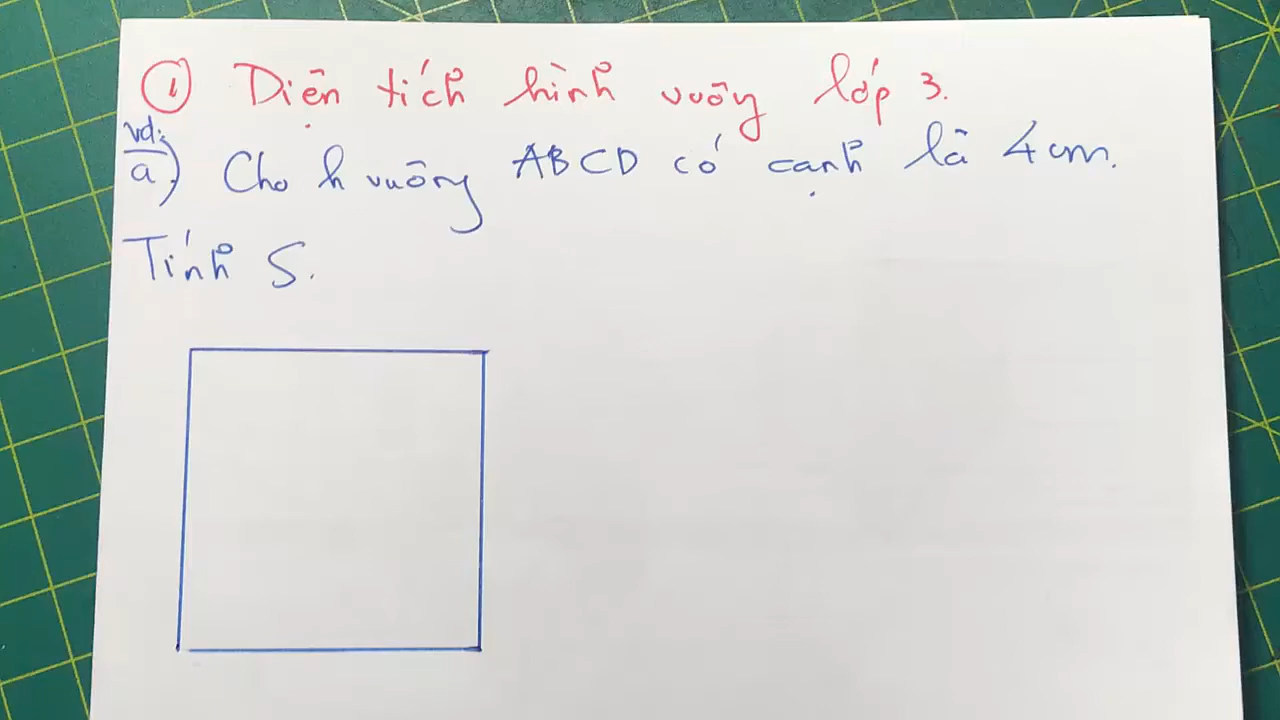 ① Diện tích hình vuông lớp 3.
vd:
a) Cho h vuông ABCD có cạnh là 4cm.
Tính S.